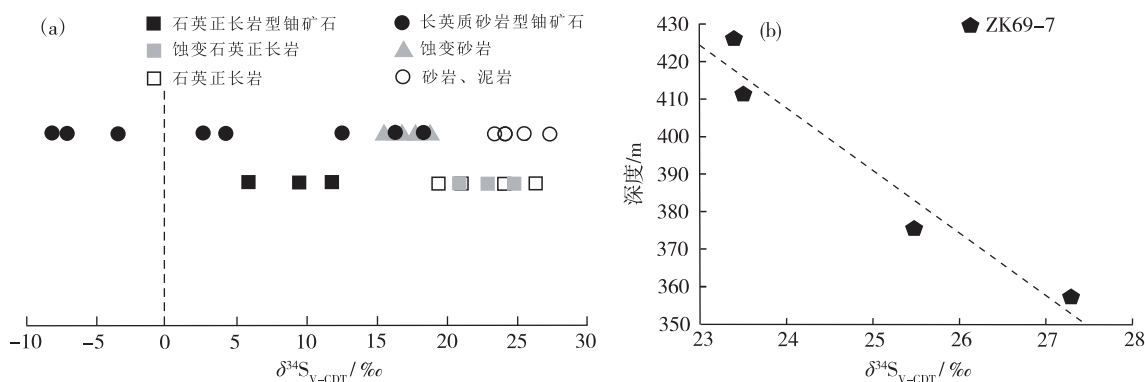 (a)
石英正长岩型铀矿石
长英质砂岩型铀矿石
蚀变石英正长岩
蚀变砂岩
石英正长岩
砂岩、泥岩
−10 −5 0 5 10 15 20 25 30
δ³⁴S_V−CDT / ‰
(b)
ZK69-7
430
420
410
400
390
380
370
360
350
深度/m
23 24 25 26 27 28
δ³⁴S_V−CDT / ‰